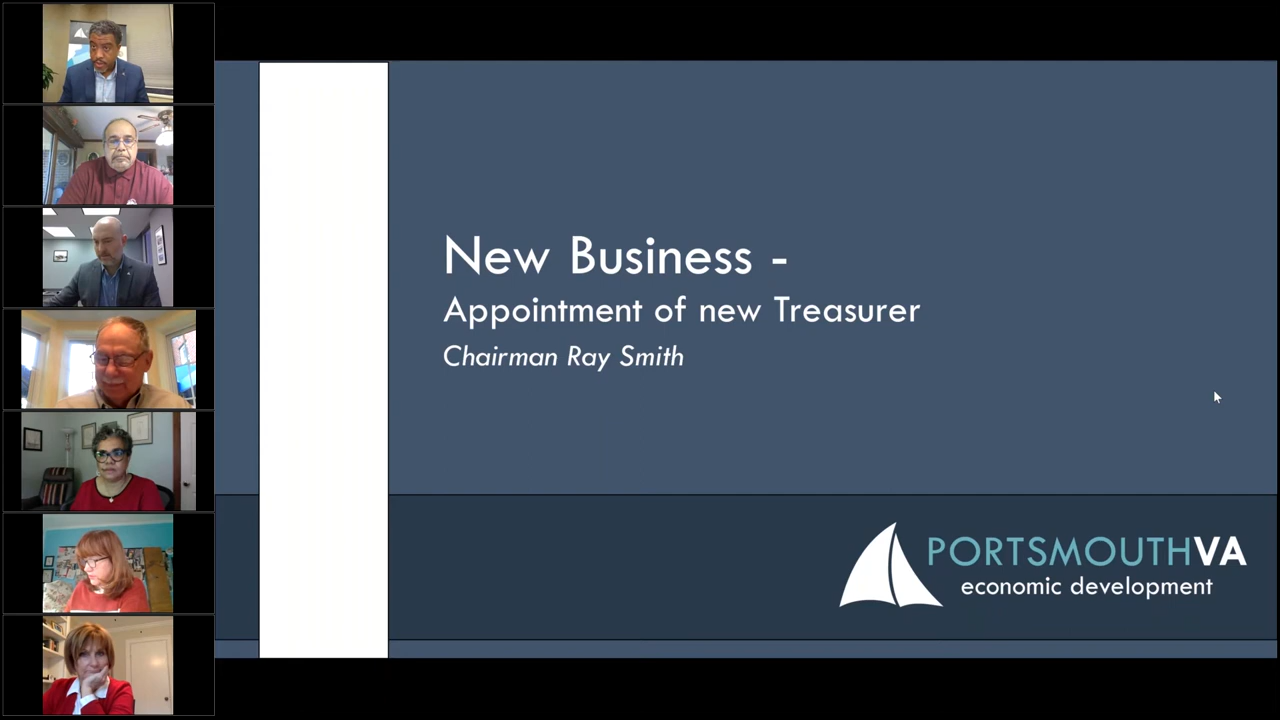 New Business -
Appointment of new Treasurer
Chairman Ray Smith
PORTSMOUTHVA
economic development